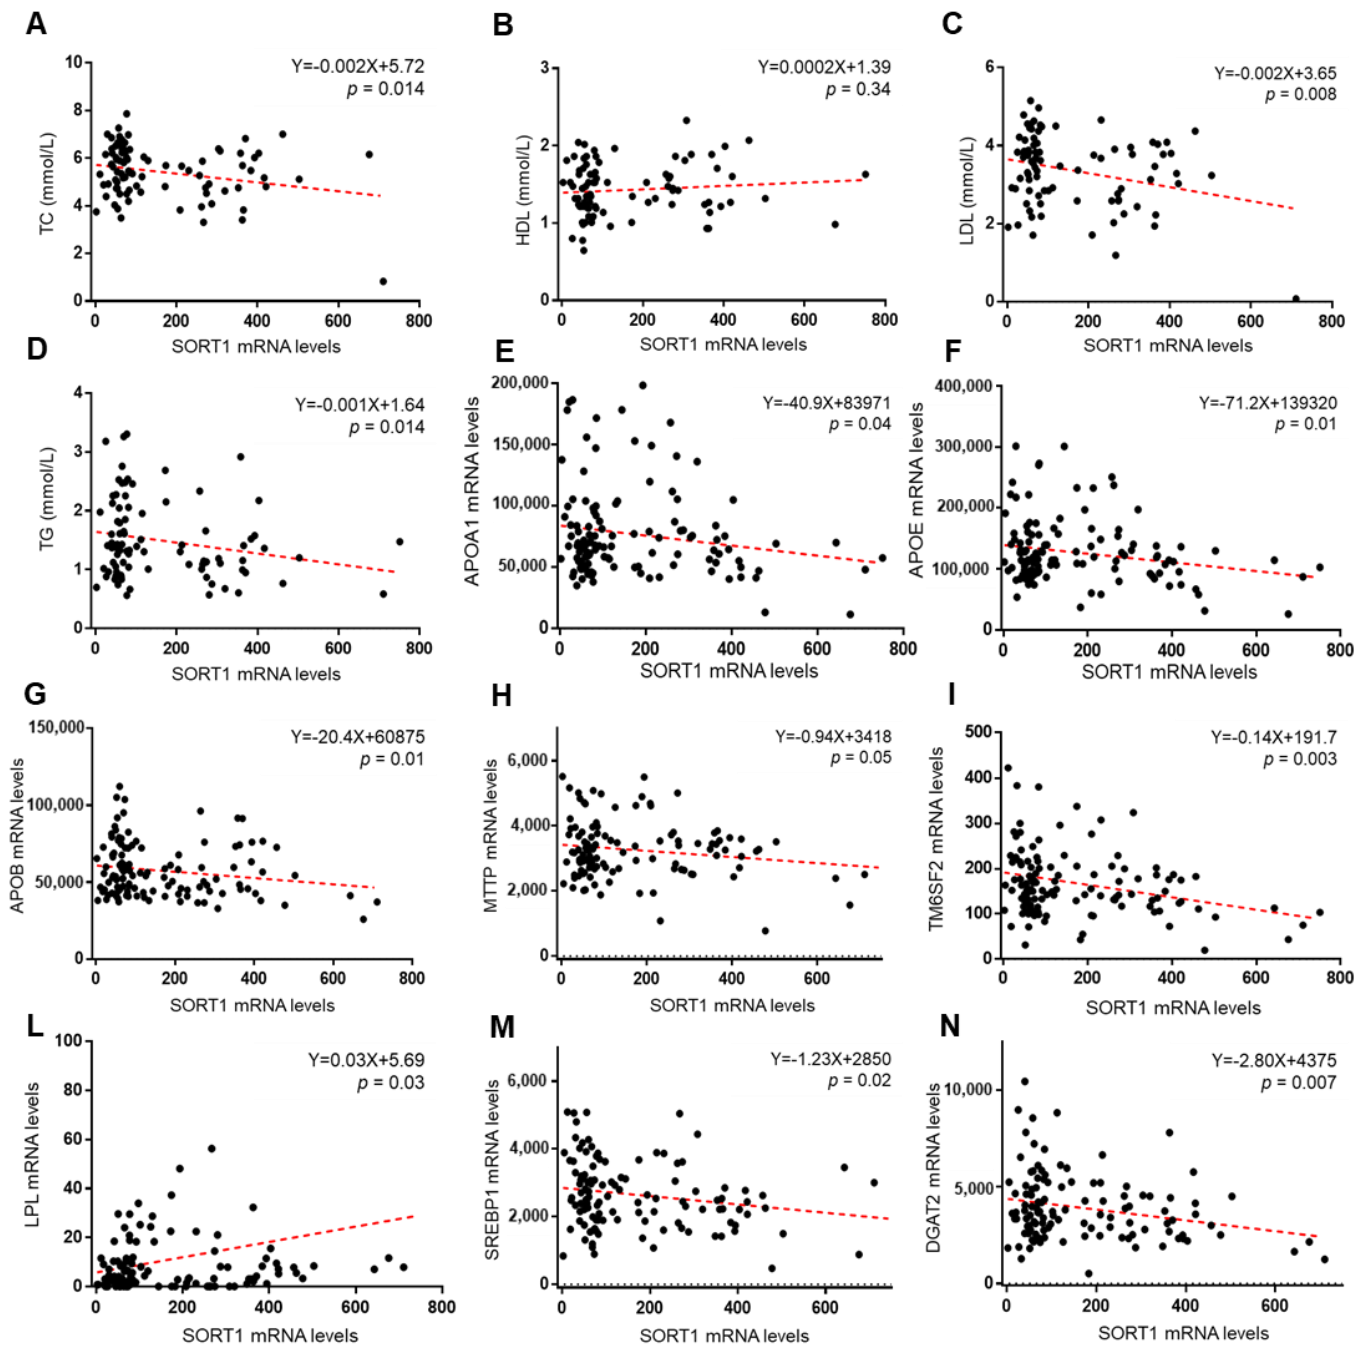 A
Y=-0.002X+5.72
p = 0.014
TC (mmol/L)
10
8
6
4
2
0
0 200 400 600 800
SORT1 mRNA levels
B
Y=0.0002X+1.39
p = 0.34
HDL (mmol/L)
3
2
1
0
0 200 400 600 800
SORT1 mRNA levels
C
Y=-0.002X+3.65
p = 0.008
LDL (mmol/L)
6
4
2
0
0 200 400 600 800
SORT1 mRNA levels
D
Y=-0.001X+1.64
p = 0.014
TG (mmol/L)
4
3
2
1
0
0 200 400 600 800
SORT1 mRNA levels
E
Y=-40.9X+83971
p = 0.04
APOA1 mRNA levels
200,000
150,000
100,000
50,000
0
0 200 400 600 800
SORT1 mRNA levels
F
Y=-71.2X+139320
p = 0.01
APOE mRNA levels
400,000
300,000
200,000
100,000
0
0 200 400 600 800
SORT1 mRNA levels
G
Y=-20.4X+60875
p = 0.01
APOB mRNA levels
150,000
100,000
50,000
0
0 200 400 600 800
SORT1 mRNA levels
H
Y=-0.94X+3418
p = 0.05
MTTP mRNA levels
6,000
4,000
2,000
0
0 200 400 600
SORT1 mRNA levels
I
Y=-0.14X+191.7
p = 0.003
TM6SF2 mRNA levels
500
400
300
200
100
0
0 200 400 600 800
SORT1 mRNA levels
L
Y=0.03X+5.69
p = 0.03
LPL mRNA levels
100
80
60
40
20
0
0 200 400 600 800
SORT1 mRNA levels
M
Y=-1.23X+2850
p = 0.02
SREBP1 mRNA levels
6,000
4,000
2,000
0
0 200 400 600
SORT1 mRNA levels
N
Y=-2.80X+4375
p = 0.007
DGAT2 mRNA levels
10,000
5,000
0
0 200 400 600
SORT1 mRNA levels